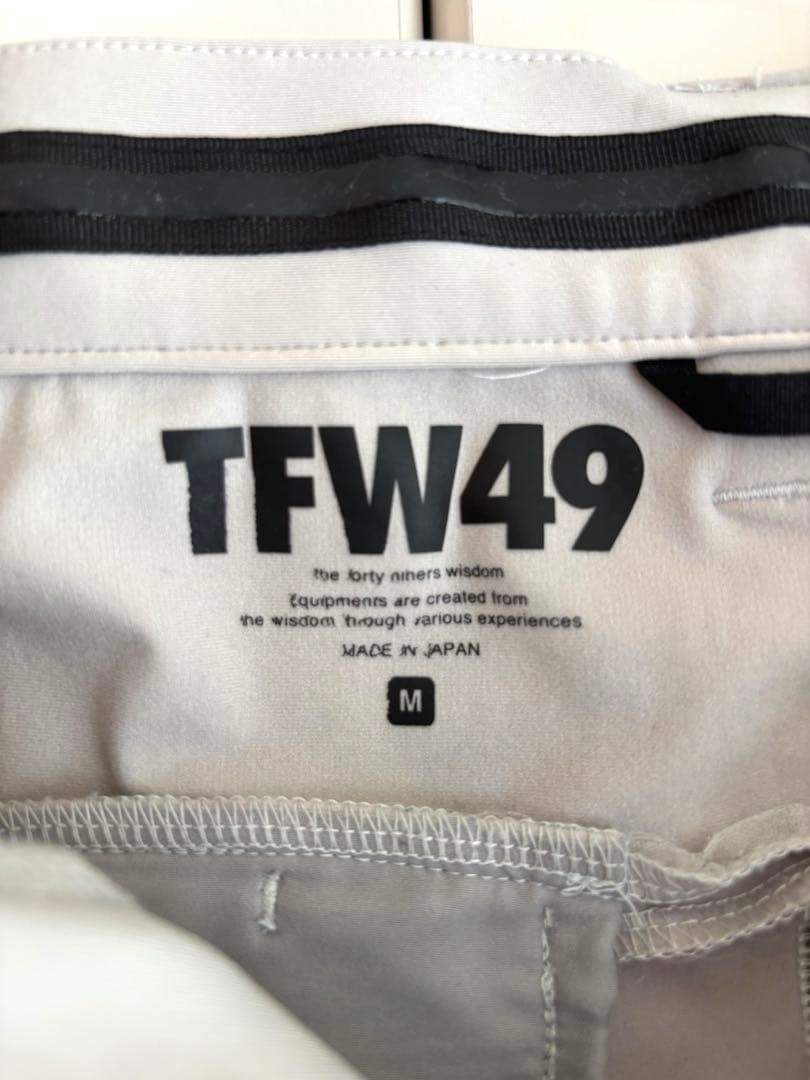 TFW49
the forty niners wisdom
Equipments are created from
the wisdom through various experiences
MADE IN JAPAN
M